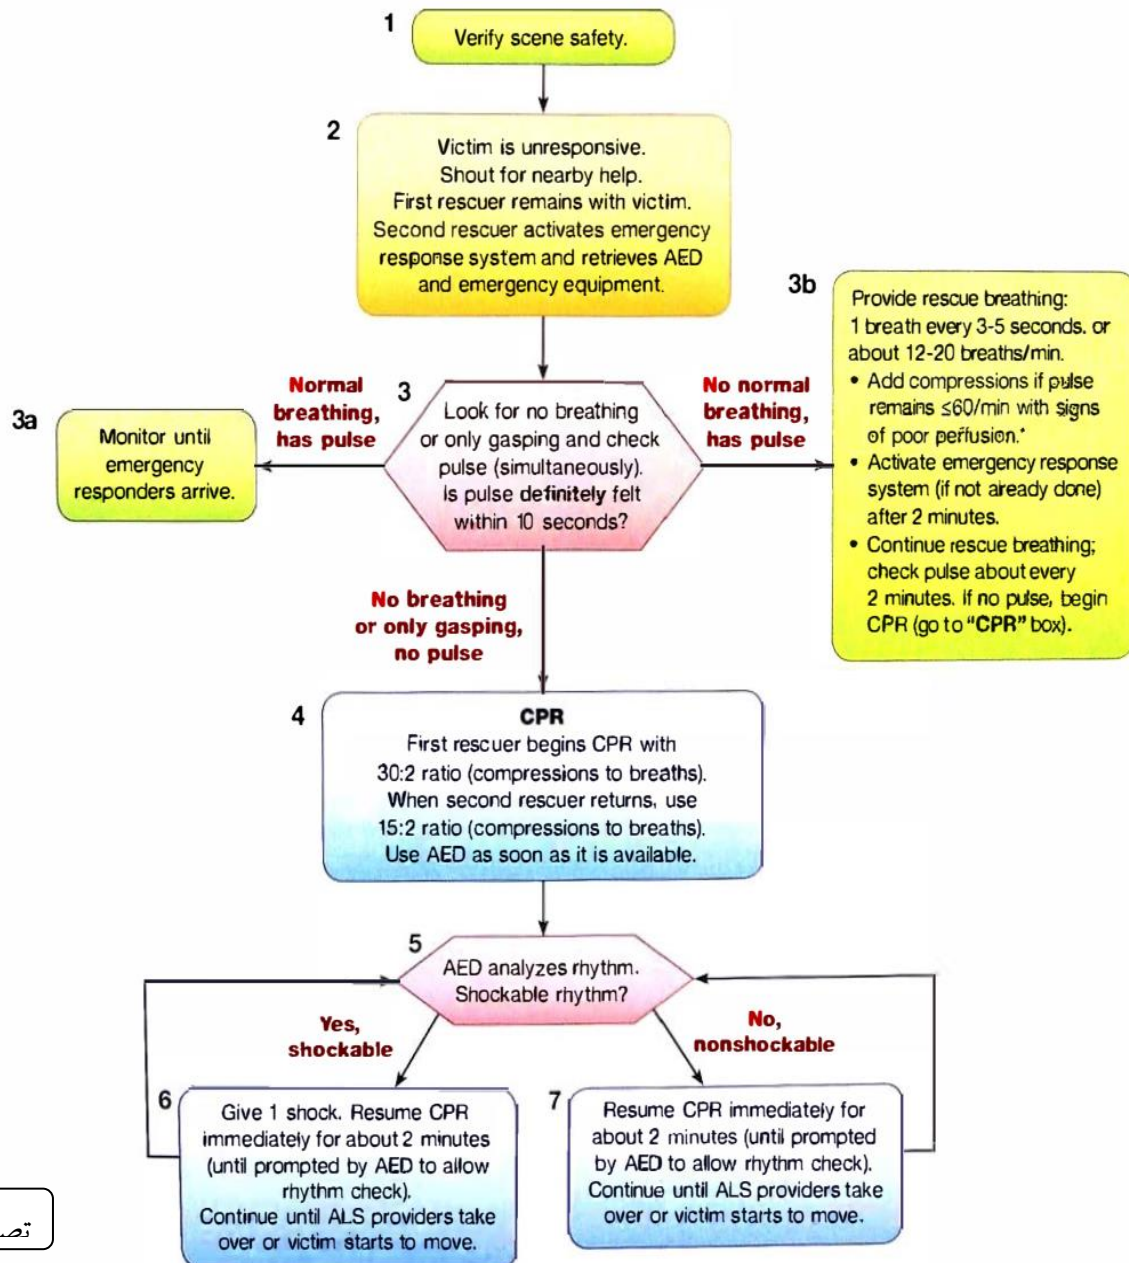 1
Verify scene safety.
2
Victim is unresponsive.
Shout for nearby help.
First rescuer remains with victim.
Second rescuer activates emergency
response system and retrieves AED
and emergency equipment.
3b
Provide rescue breathing:
1 breath every 3-5 seconds. or
about 12-20 breaths/min.
• Add compressions if pulse
remains ≤60/min with signs
of poor perfusion.*
• Activate emergency response
system (if not already done)
after 2 minutes.
• Continue rescue breathing;
check pulse about every
2 minutes. If no pulse, begin
CPR (go to "CPR" box).
Normal
breathing,
has pulse
3
Look for no breathing
or only gasping and check
pulse (simultaneously).
Is pulse definitely felt
within 10 seconds?
No normal
breathing,
has pulse
3a
Monitor until
emergency
responders arrive.
No breathing
or only gasping,
no pulse
4
CPR
First rescuer begins CPR with
30:2 ratio (compressions to breaths).
When second rescuer returns, use
15:2 ratio (compressions to breaths).
Use AED as soon as it is available.
5
AED analyzes rhythm.
Shockable rhythm?
Yes,
shockable
No,
nonshockable
6
Give 1 shock. Resume CPR
immediately for about 2 minutes
(until prompted by AED to allow
rhythm check).
Continue until ALS providers take
over or victim starts to move.
7
Resume CPR immediately for
about 2 minutes (until prompted
by AED to allow rhythm check).
Continue until ALS providers take
over or victim starts to move.